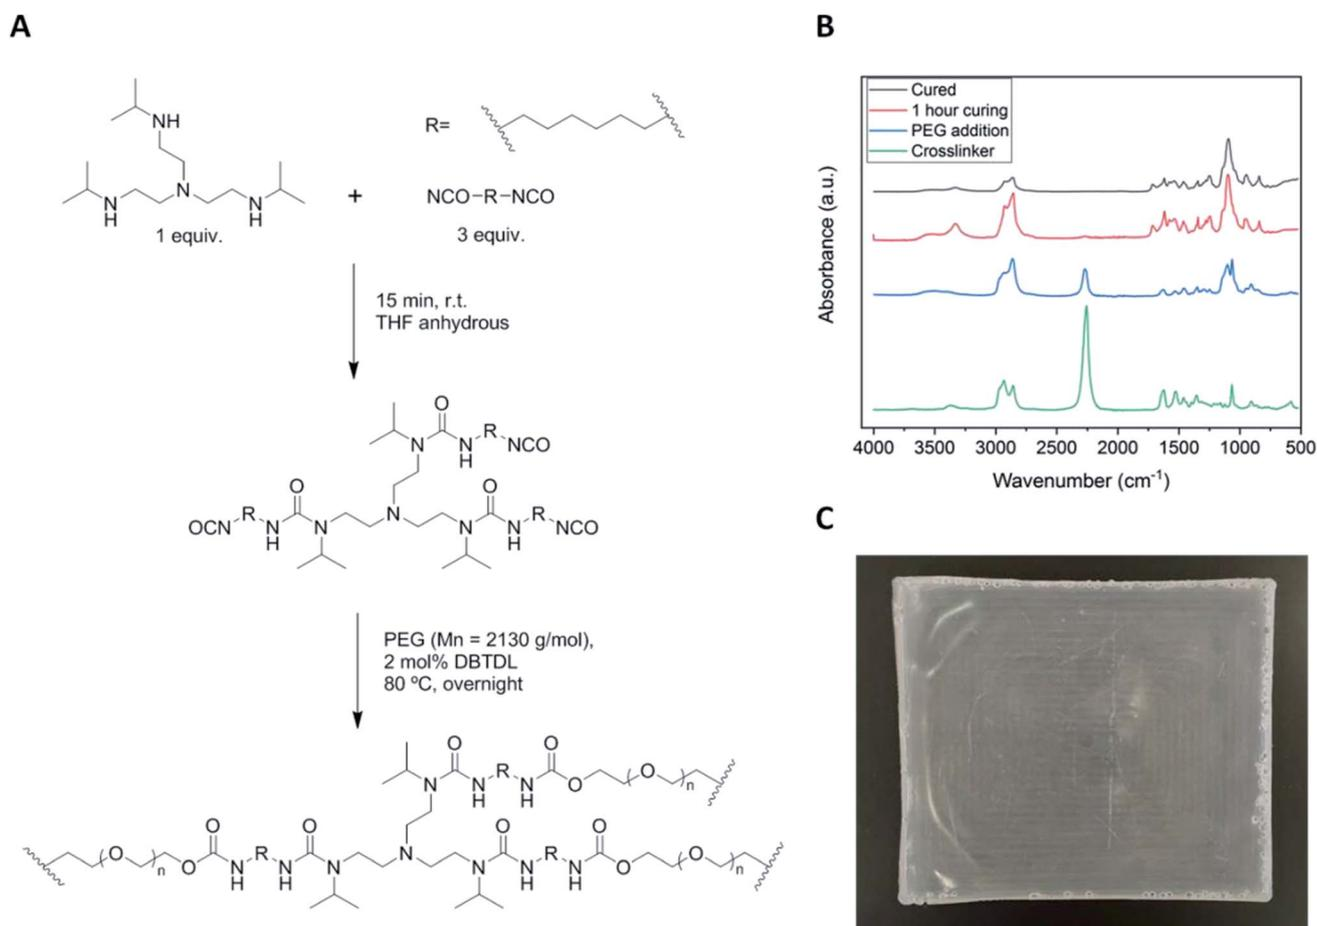 A
NH
N
H
N
N
H
1 equiv.
+
R=
NCO–R–NCO
3 equiv.
15 min, r.t.
THF anhydrous
O
N
N
H
R
NCO
O
O
OCN
R
N
H
N
N
N
N
H
R
NCO
PEG (Mn = 2130 g/mol),
2 mol% DBTDL
80 ºC, overnight
O
O
N
N
H
R
N
H
O
O
n
O
O
O
O
O
n
O
N
H
R
N
H
N
N
N
N
H
R
N
H
O
O
n
B
Cured
1 hour curing
PEG addition
Crosslinker
Absorbance (a.u.)
4000 3500 3000 2500 2000 1500 1000 500
Wavenumber (cm-1)
C